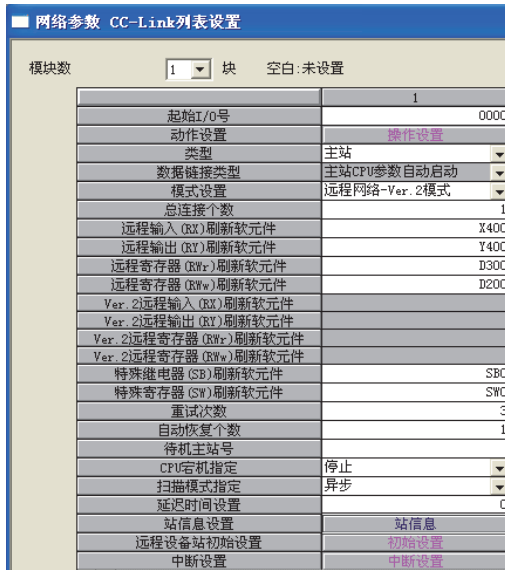 网络参数 CC-Link列表设置
模块数 1 块 空白:未设置
1
起始I/O号 0000
动作设置 操作设置
类型 主站
数据链接类型 主站CPU参数自动启动
模式设置 远程网络-Ver.2模式
总连接个数 1
远程输入(RX)刷新软元件 X400
远程输出(RY)刷新软元件 Y400
远程寄存器(RWr)刷新软元件 D300
远程寄存器(RWw)刷新软元件 D200
Ver.2远程输入(RX)刷新软元件
Ver.2远程输出(RY)刷新软元件
Ver.2远程寄存器(RWr)刷新软元件
Ver.2远程寄存器(RWw)刷新软元件
特殊继电器(SB)刷新软元件 SB0
特殊寄存器(SW)刷新软元件 SW0
重试次数 3
自动恢复个数 1
待机主站号
CPU宕机指定 停止
扫描模式指定 异步
延迟时间设置 0
站信息设置 站信息
远程设备站初始设置 初始设置
中断设置 中断设置